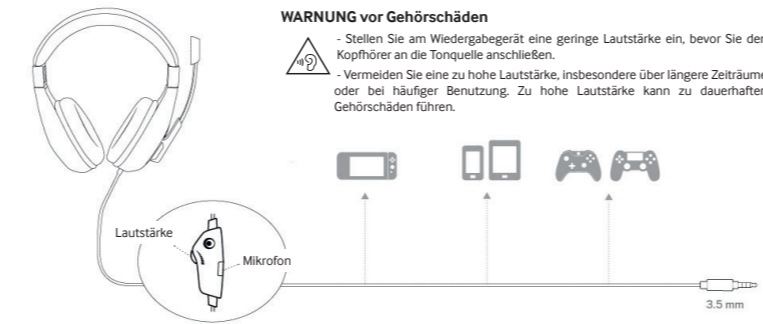 WARNUNG vor Gehörschäden
- Stellen Sie am Wiedergabegerät eine geringe Lautstärke ein, bevor Sie der
Kopfhörer an die Tonquelle anschließen.
- Vermeiden Sie eine zu hohe Lautstärke, insbesondere über längere Zeiträume
oder bei häufiger Benutzung. Zu hohe Lautstärke kann zu dauerhafter
Gehörschäden führen.
Lautstärke
Mikrofon
3.5 mm